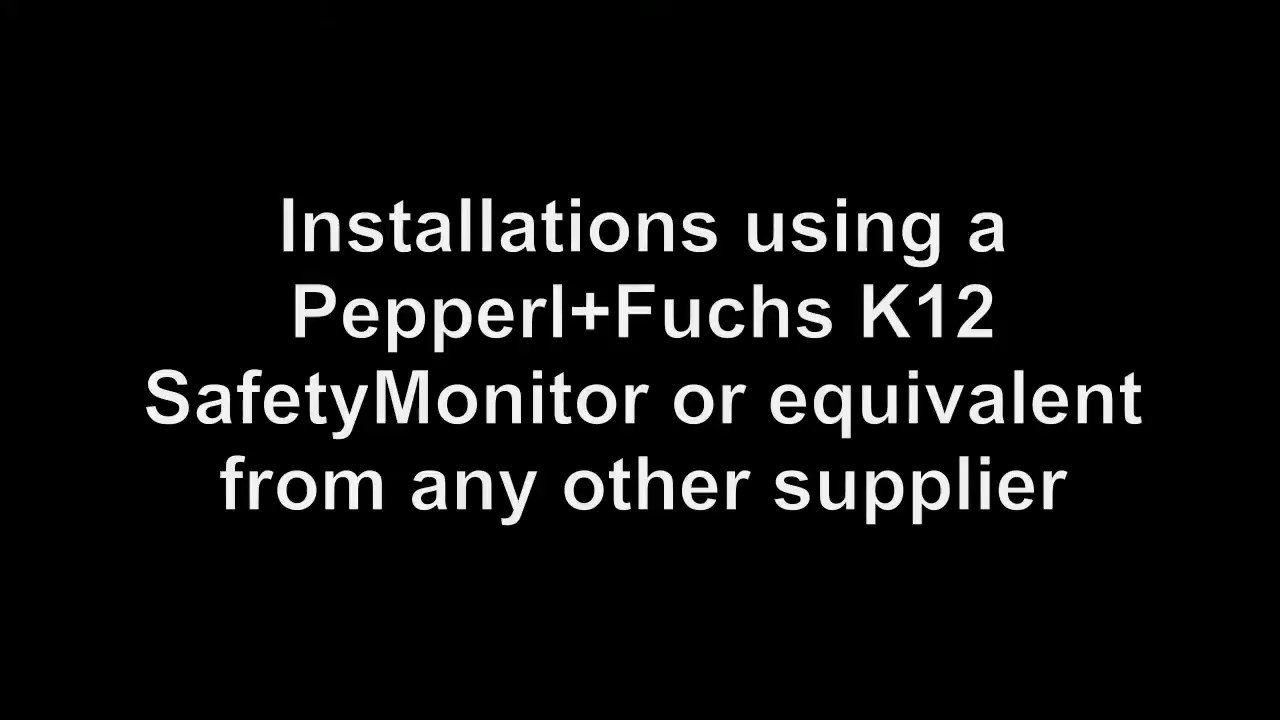 Installations using a
Pepperl+Fuchs K12
SafetyMonitor or equivalent
from any other supplier